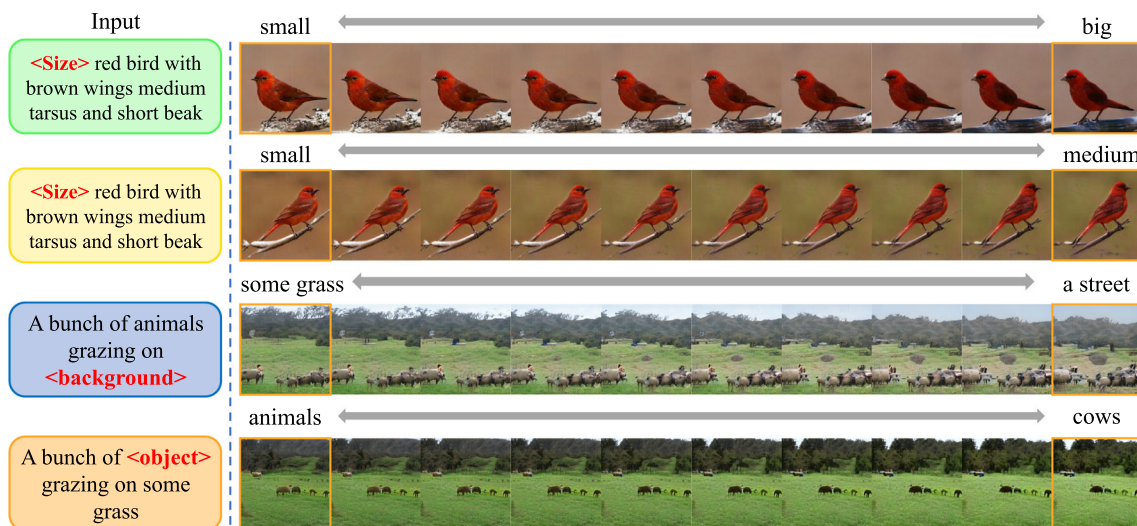 Input
small
big
<Size> red bird with
brown wings medium
tarsus and short beak
small
medium
<Size> red bird with
brown wings medium
tarsus and short beak
some grass
a street
A bunch of animals
grazing on
<background>
animals
cows
A bunch of <object>
grazing on some
grass